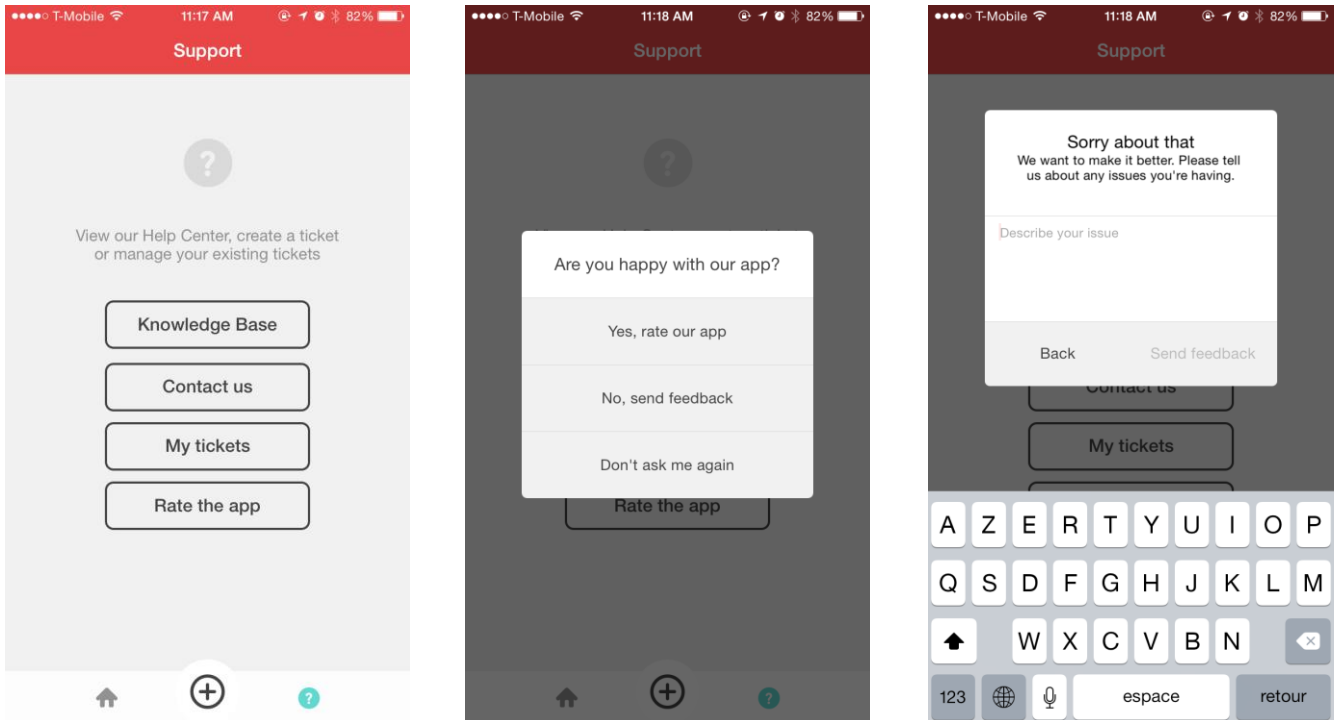 T-Mobile 11:17 AM 82%
Support
?
View our Help Center, create a ticket
or manage your existing tickets
Knowledge Base
Contact us
My tickets
Rate the app
?
T-Mobile 11:18 AM 82%
Support
?
Are you happy with our app?
Yes, rate our app
No, send feedback
Don't ask me again
Rate the app
?
T-Mobile 11:18 AM 82%
Support
Sorry about that
We want to make it better. Please tell
us about any issues you're having.
Describe your issue
Back Send feedback
Contact us
My tickets
A Z E R T Y U I O P
Q S D F G H J K L M
W X C V B N
123 espace retour